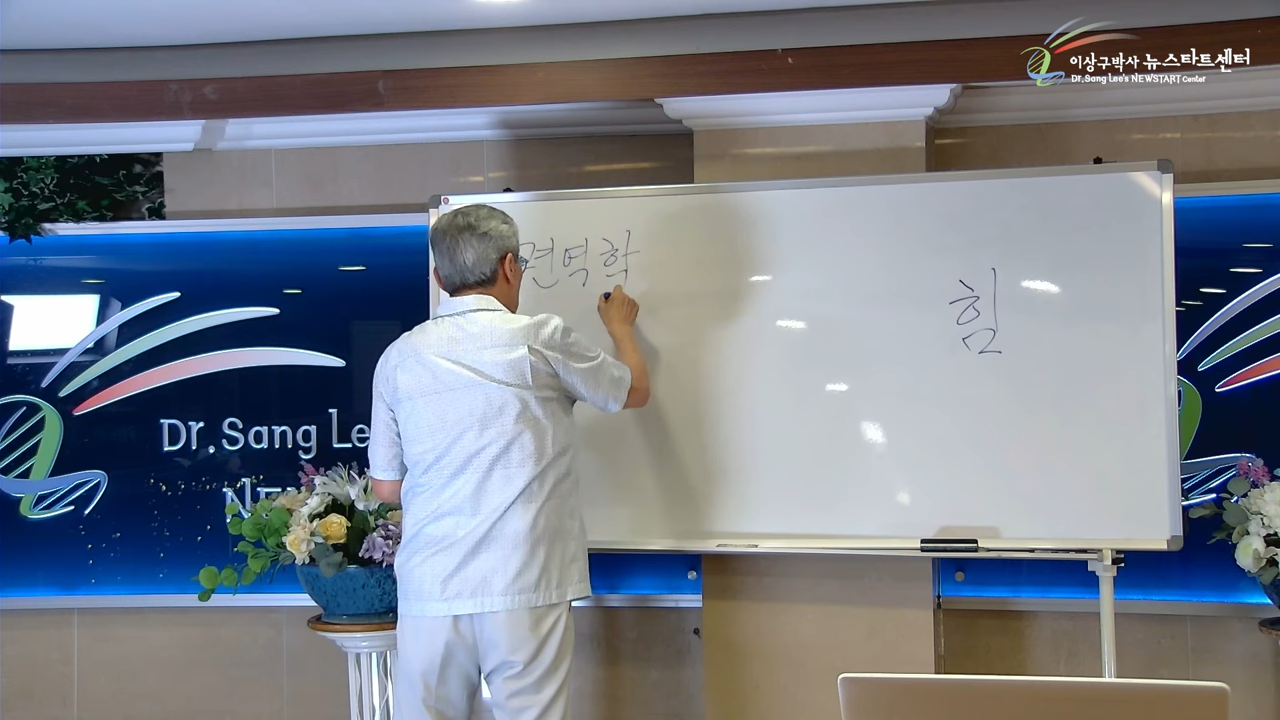 이상구박사 뉴스타트센터
Dr. Sang Lee's NEWSTART Center
면역학
힘
Dr. Sang Le
NEW